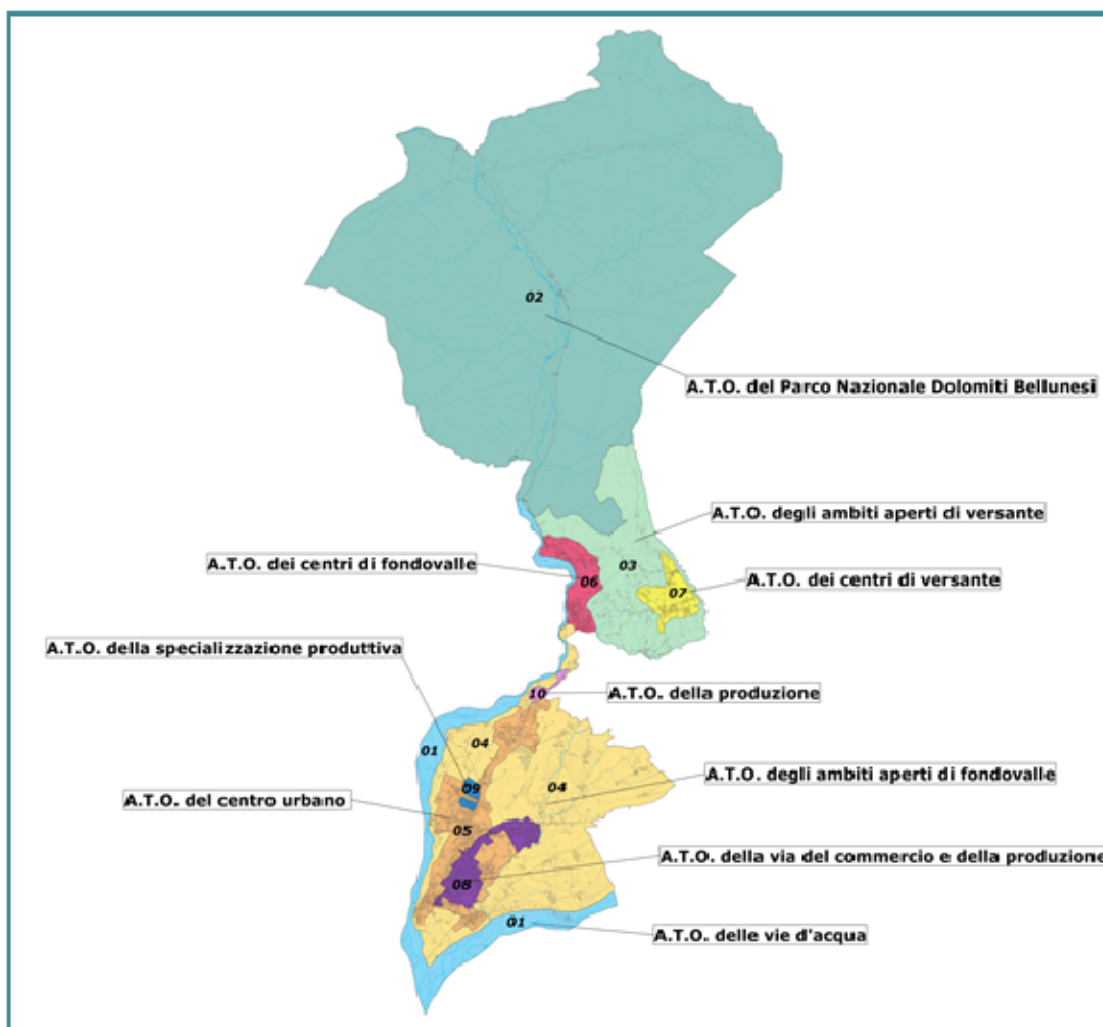 02
A.T.O. del Parco Nazionale Dolomiti Bellunesi
A.T.O. degli ambiti aperti di versante
A.T.O. dei centri di fondovalle
03
06
07
A.T.O. dei centri di versante
A.T.O. della specializzazione produttiva
10
A.T.O. della produzione
01
04
A.T.O. degli ambiti aperti di fondovalle
09
04
A.T.O. del centro urbano
05
A.T.O. della via del commercio e della produzione
08
01
A.T.O. delle vie d'acqua